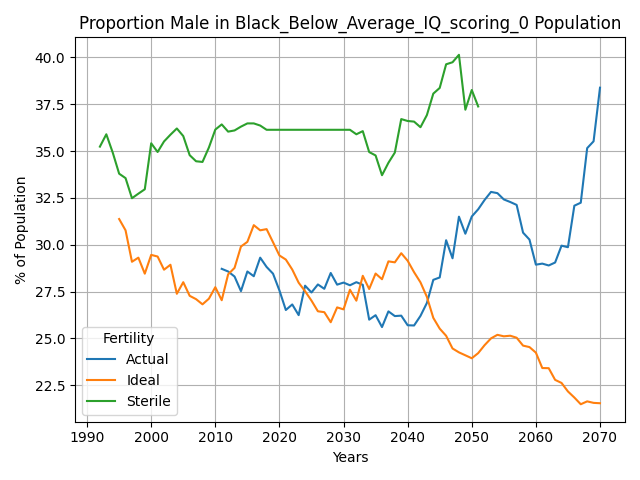 Proportion Male in Black_Below_Average_IQ_scoring_0 Population
% of Population
40.0
37.5
35.0
32.5
30.0
27.5
25.0
22.5
Fertility
Actual
Ideal
Sterile
1990 2000 2010 2020 2030 2040 2050 2060 2070
Years